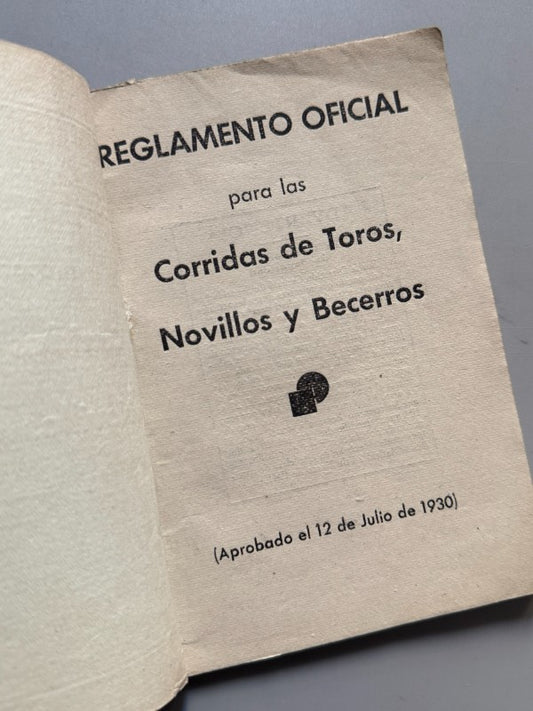 REGLAMENTO OFICIAL
para las
Corridas de Toros,
Novillos y Becerros
(Aprobado el 12 de Julio de 1930)